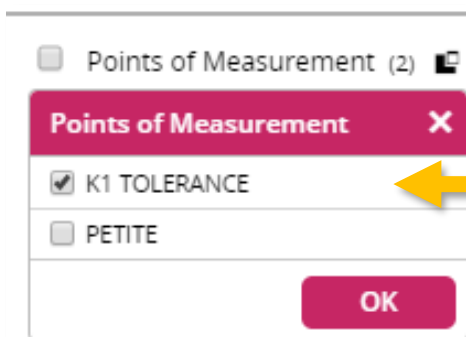 Points of Measurement (2)
Points of Measurement
K1 TOLERANCE
PETITE
OK